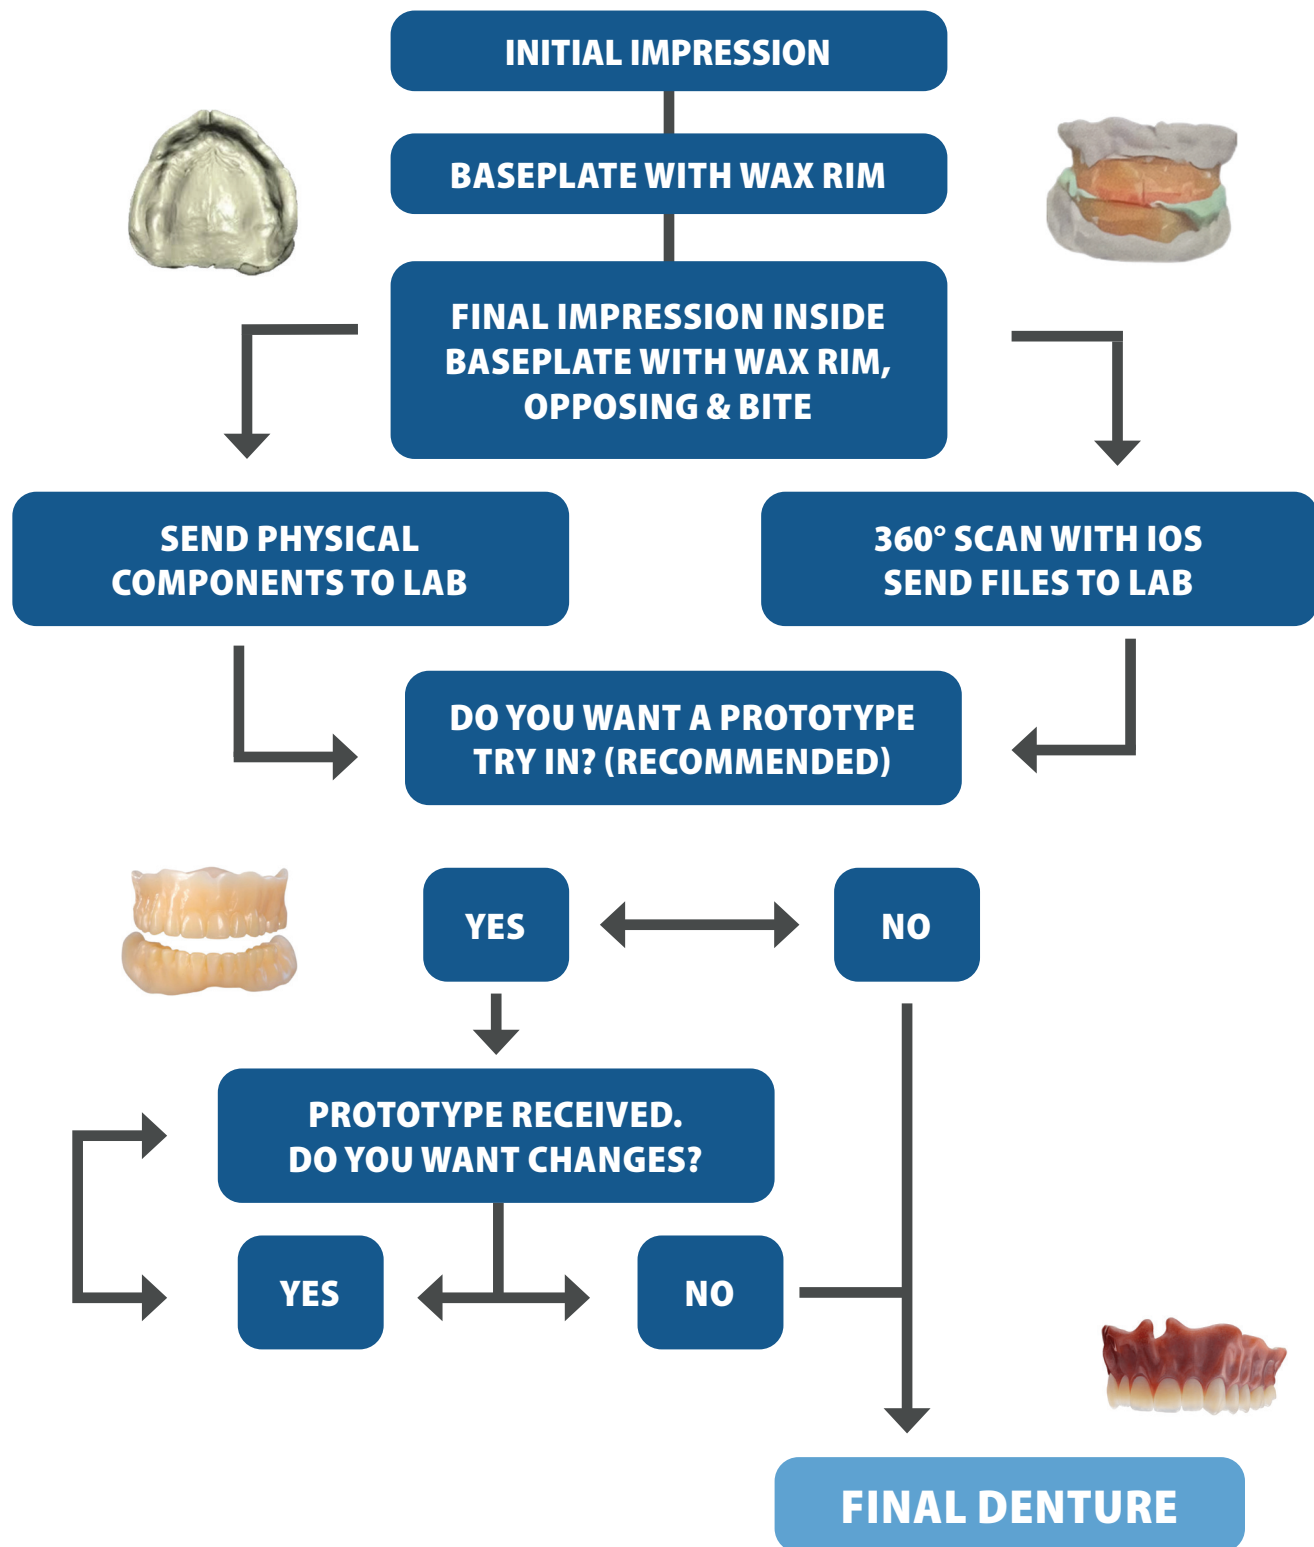 INITIAL IMPRESSION
BASEPLATE WITH WAX RIM
FINAL IMPRESSION INSIDE
BASEPLATE WITH WAX RIM,
OPPOSING & BITE
SEND PHYSICAL
COMPONENTS TO LAB
360° SCAN WITH IOS
SEND FILES TO LAB
DO YOU WANT A PROTOTYPE
TRY IN? (RECOMMENDED)
YES
NO
PROTOTYPE RECEIVED.
DO YOU WANT CHANGES?
YES
NO
FINAL DENTURE